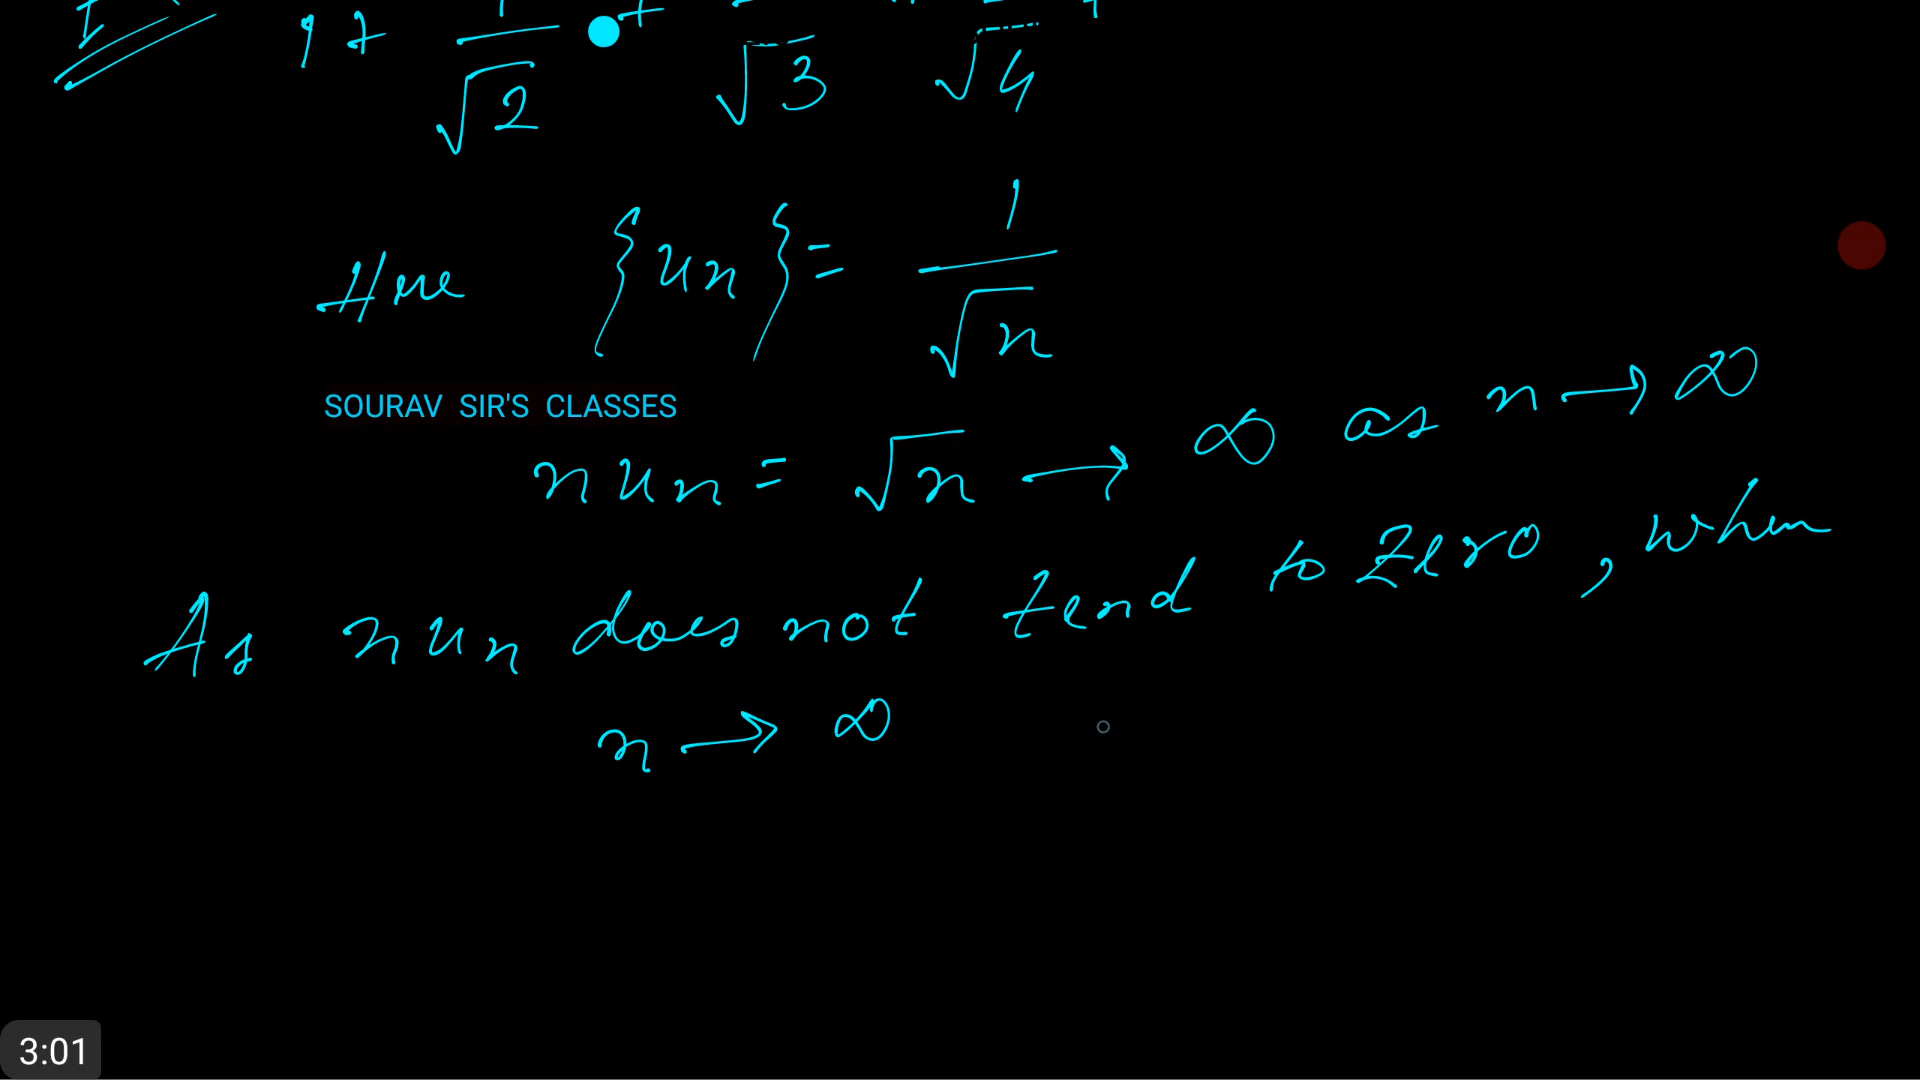 1 + 1/√2 + 1/√3 + 1/√4 +
Here {un} = 1/√n
SOURAV SIR'S CLASSES
nun = √n → ∞ as n → ∞
As nun does not tend to zero, when
n → ∞
3:01